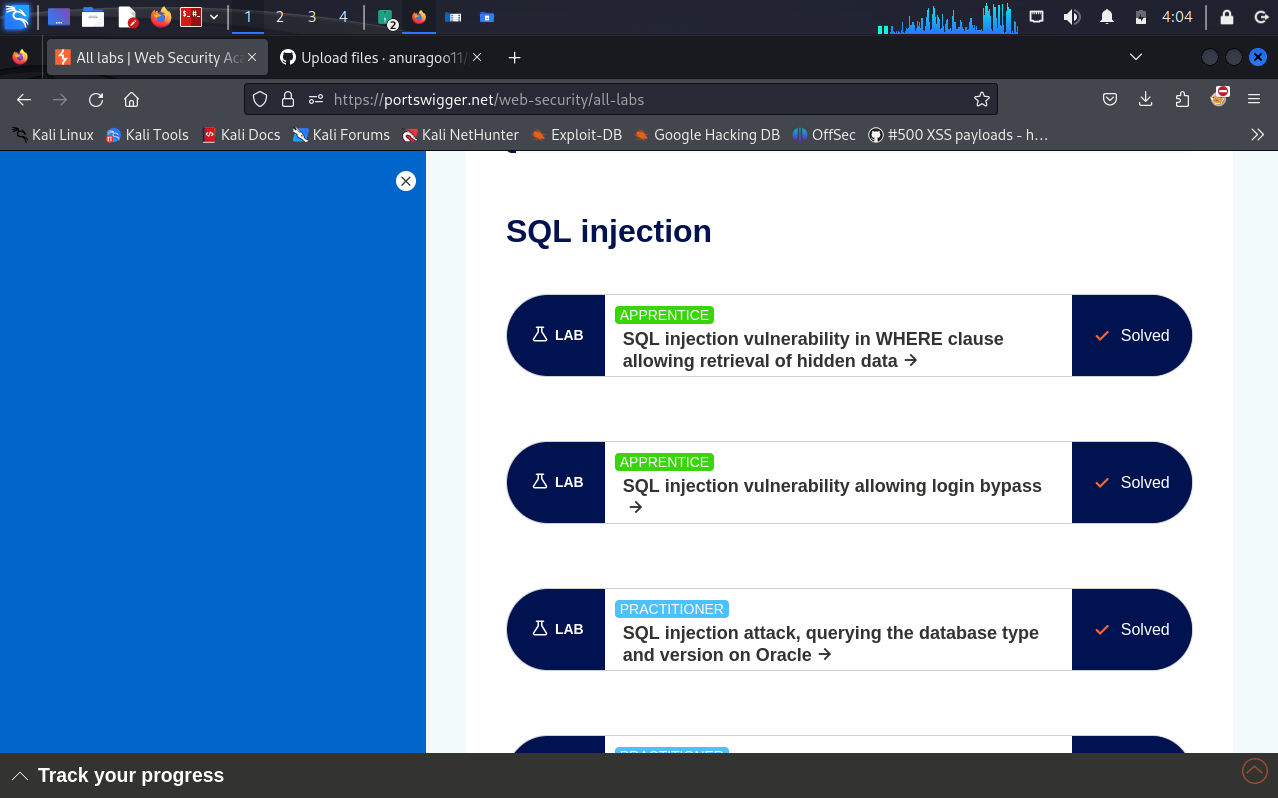 1 2 3 4 2 4:04
All labs | Web Security Aca
Upload files · anuragoo11/
https://portswigger.net/web-security/all-labs
Kali Linux Kali Tools Kali Docs Kali Forums Kali NetHunter Exploit-DB Google Hacking DB OffSec #500 XSS payloads - h…
SQL injection
APPRENTICE
LAB
SQL injection vulnerability in WHERE clause
allowing retrieval of hidden data →
Solved
APPRENTICE
LAB
SQL injection vulnerability allowing login bypass
→
Solved
PRACTITIONER
LAB
SQL injection attack, querying the database type
and version on Oracle →
Solved
PRACTITIONER
Track your progress